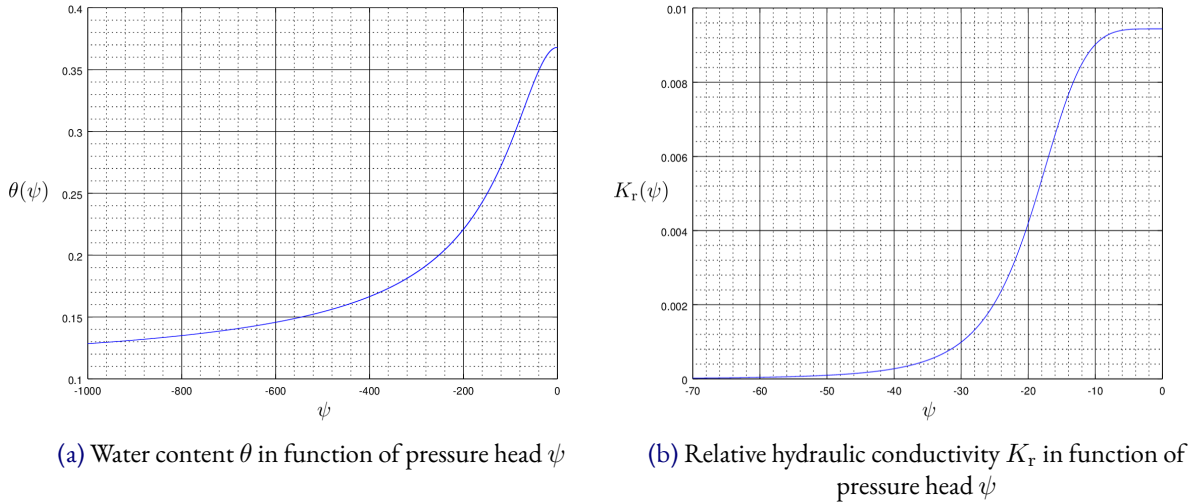 0.4
0.35
0.3
0.25
0.2
0.15
0.1
θ(ψ)
-1000 -800 -600 -400 -200 0
ψ
(a) Water content θ in function of pressure head ψ
0.01
0.008
0.006
0.004
0.002
0
K_r(ψ)
-70 -60 -50 -40 -30 -20 -10 0
ψ
(b) Relative hydraulic conductivity K_r in function of
pressure head ψ